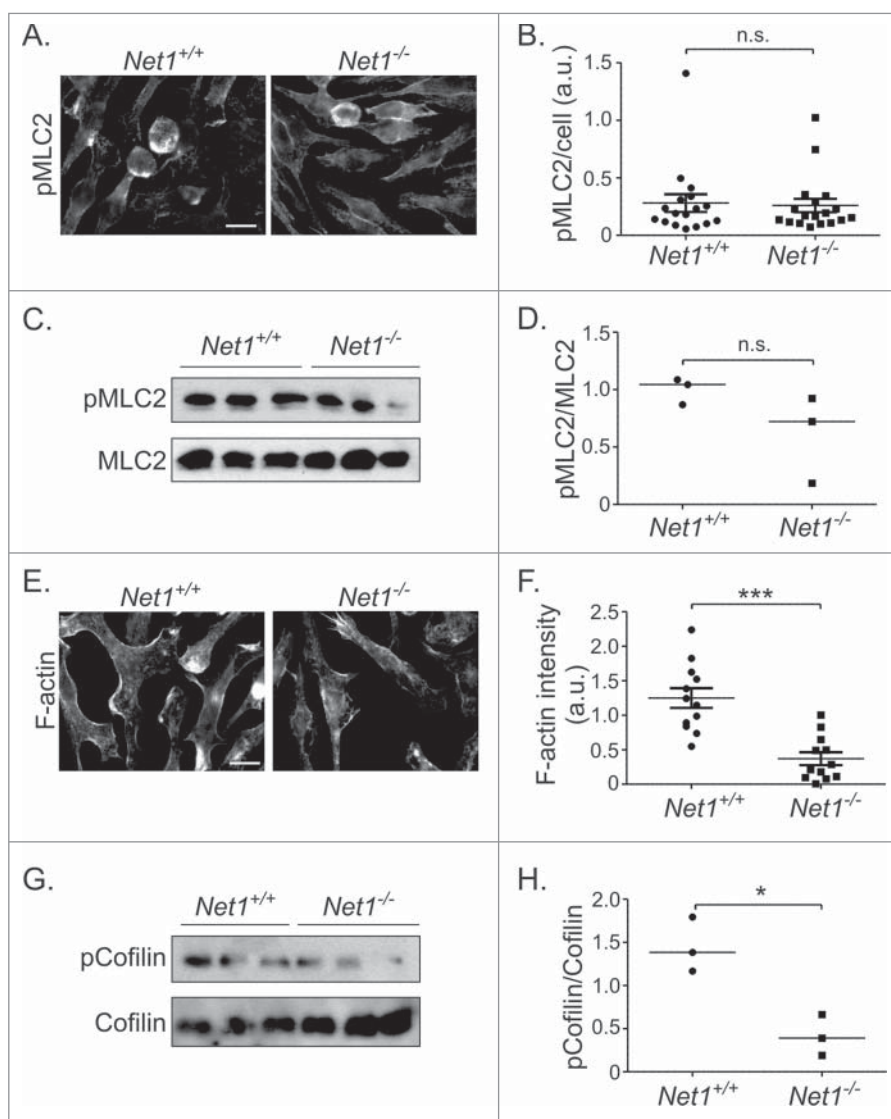 A.
Net1+/+ Net1-/-
pMLC2
B.
n.s.
pMLC2/cell (a.u.)
1.5
1.0
0.5
0
Net1+/+ Net1-/-
C.
Net1+/+ Net1-/-
pMLC2
MLC2
D.
n.s.
pMLC2/MLC2
1.5
1.0
0.5
0
Net1+/+ Net1-/-
E.
Net1+/+ Net1-/-
F-actin
F.
***
F-actin intensity
(a.u.)
2.5
2.0
1.5
1.0
0.5
0
Net1+/+ Net1-/-
G.
Net1+/+ Net1-/-
pCofilin
Cofilin
H.
*
pCofilin/Cofilin
2.0
1.5
1.0
0.5
0
Net1+/+ Net1-/-